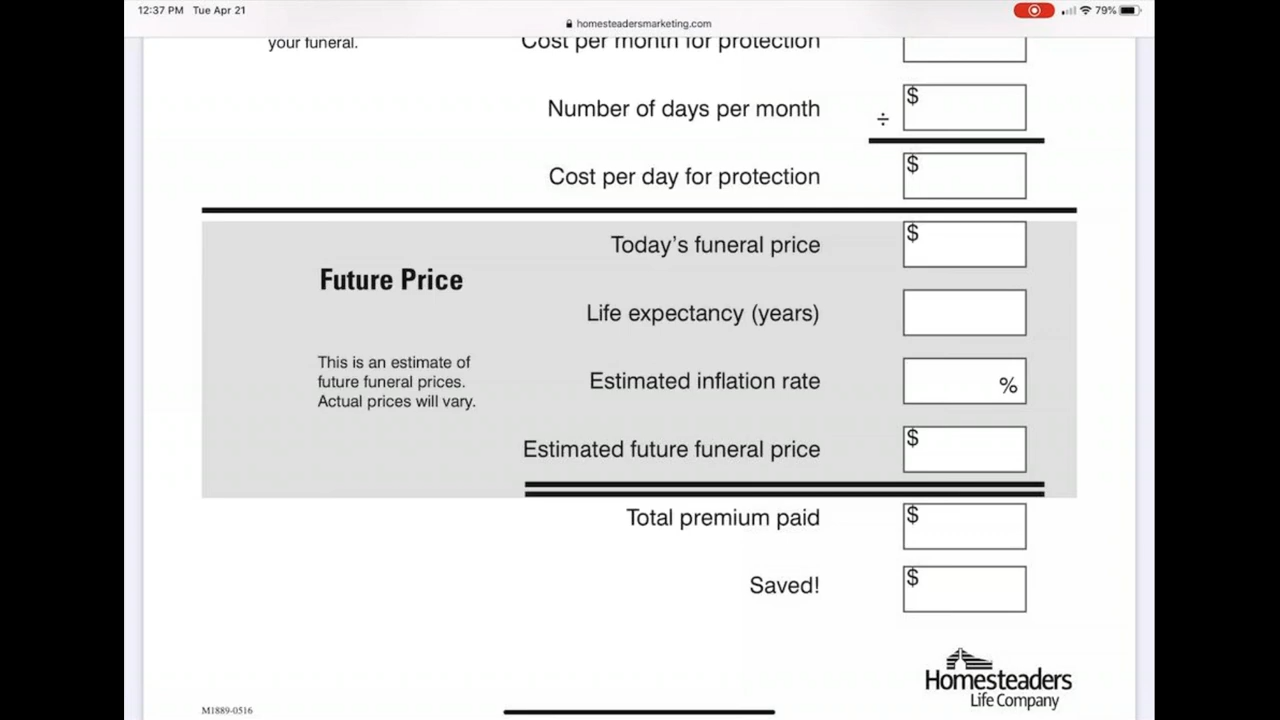 12:37 PM Tue Apr 21
79%
homesteadersmarketing.com
your funeral.
Cost per month for protection
Number of days per month
÷ $
Cost per day for protection
$
Today's funeral price
$
Future Price
Life expectancy (years)
This is an estimate of
future funeral prices.
Actual prices will vary.
Estimated inflation rate
%
Estimated future funeral price
$
Total premium paid
$
Saved!
$
Homesteaders
Life Company
M1889-0516